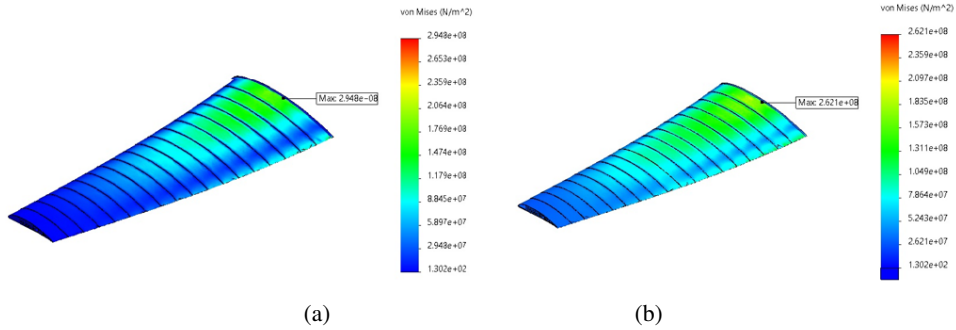 von Mises (N/m^2)
2.948e+08
2.653e+08
2.359e+08
2.064e+08
1.769e+08
1.474e+08
1.179e+08
8.845e+07
5.897e+07
2.948e+07
1.302e+02
Max: 2.948e-08
(a)
von Mises (N/m^2)
2.621e+08
2.359e+08
2.097e+08
1.835e+08
1.573e+08
1.311e+08
1.049e+08
7.864e+07
5.243e+07
2.621e+07
1.302e+02
Max: 2.621e+08
(b)